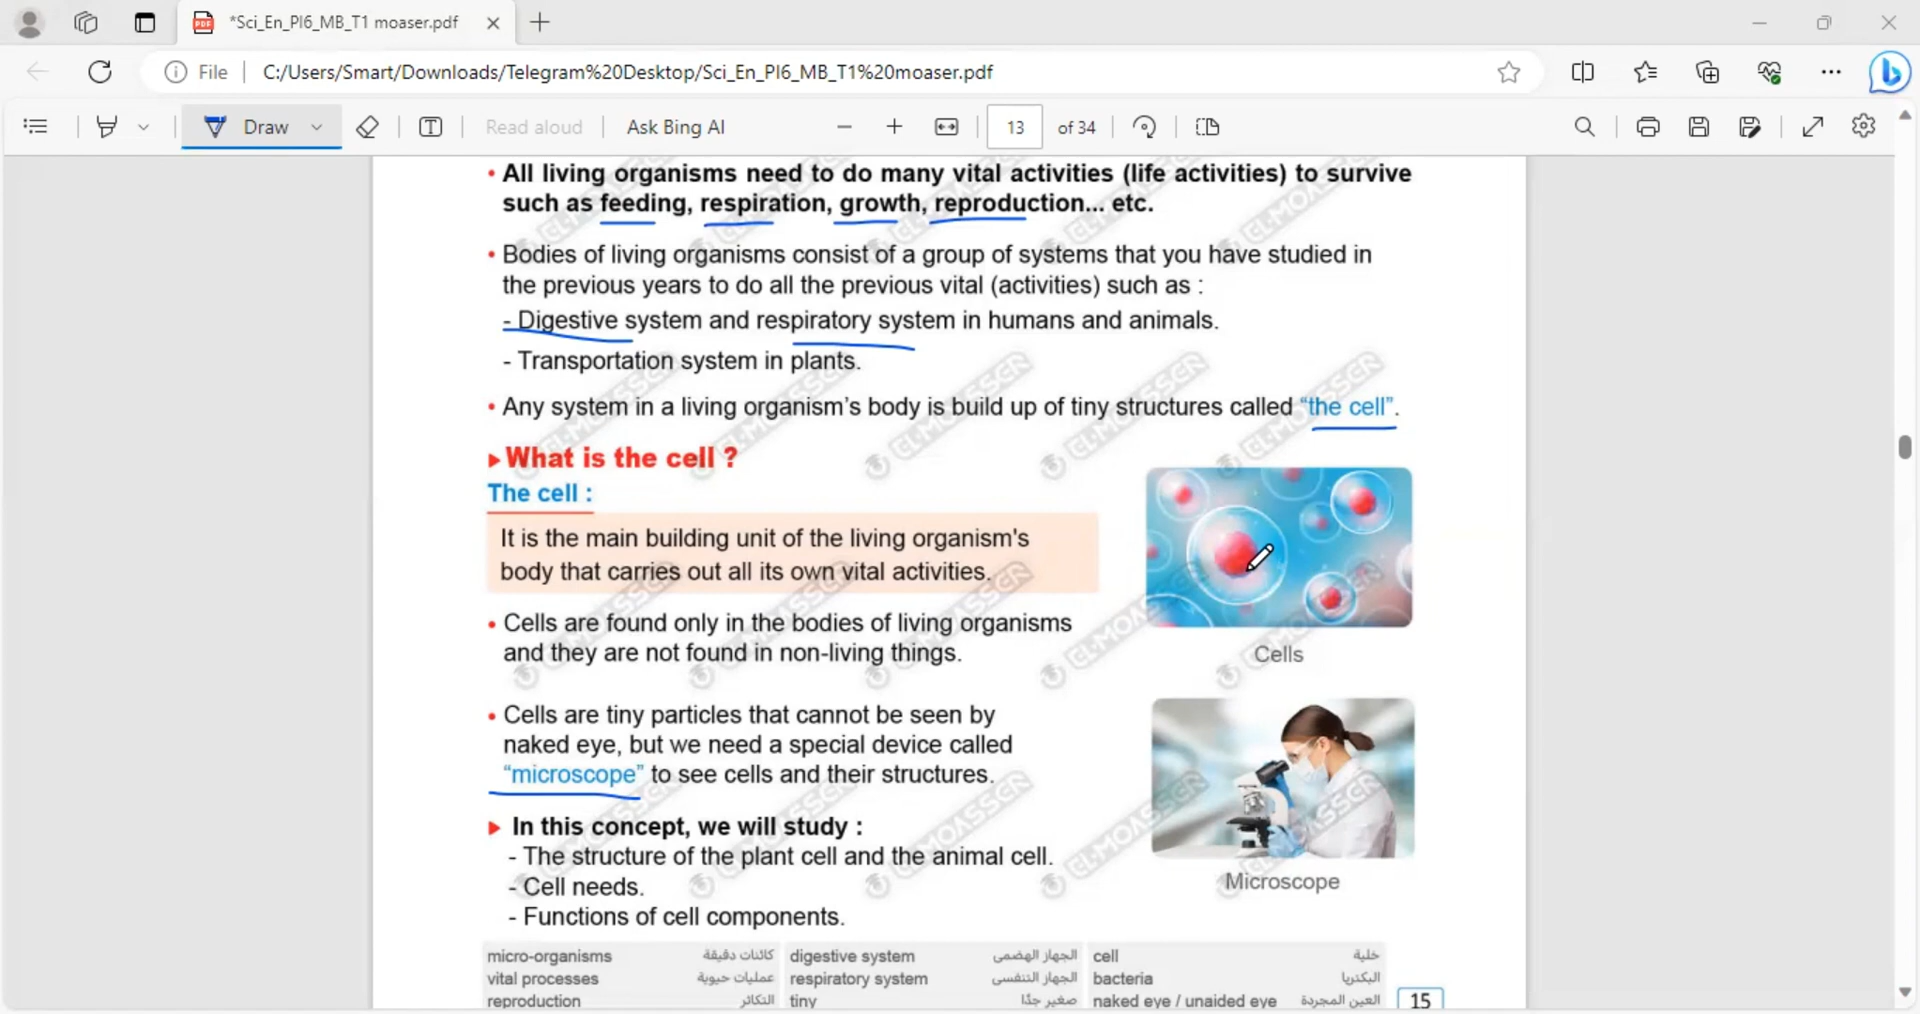 *Sci_En_PI6_MB_T1 moaser.pdf
File
C:/Users/Smart/Downloads/Telegram%20Desktop/Sci_En_PI6_MB_T1%20moaser.pdf
Draw
Read aloud
Ask Bing AI
13 of 34
• All living organisms need to do many vital activities (life activities) to survive
such as feeding, respiration, growth, reproduction... etc.
• Bodies of living organisms consist of a group of systems that you have studied in
the previous years to do all the previous vital (activities) such as :
- Digestive system and respiratory system in humans and animals.
- Transportation system in plants.
• Any system in a living organism's body is build up of tiny structures called "the cell".
What is the cell ?
The cell :
It is the main building unit of the living organism's
body that carries out all its own vital activities.
• Cells are found only in the bodies of living organisms
and they are not found in non-living things.
Cells
• Cells are tiny particles that cannot be seen by
naked eye, but we need a special device called
"microscope" to see cells and their structures.
In this concept, we will study :
- The structure of the plant cell and the animal cell.
- Cell needs.
- Functions of cell components.
Microscope
micro-organisms كائنات دقيقة digestive system الجهاز الهضمى cell خلية
vital processes عمليات حيوية respiratory system الجهاز التنفسى bacteria البكتريا
reproduction التكاثر tiny صغير جدًا naked eye / unaided eye العين المجردة
15
EL-MOASSER